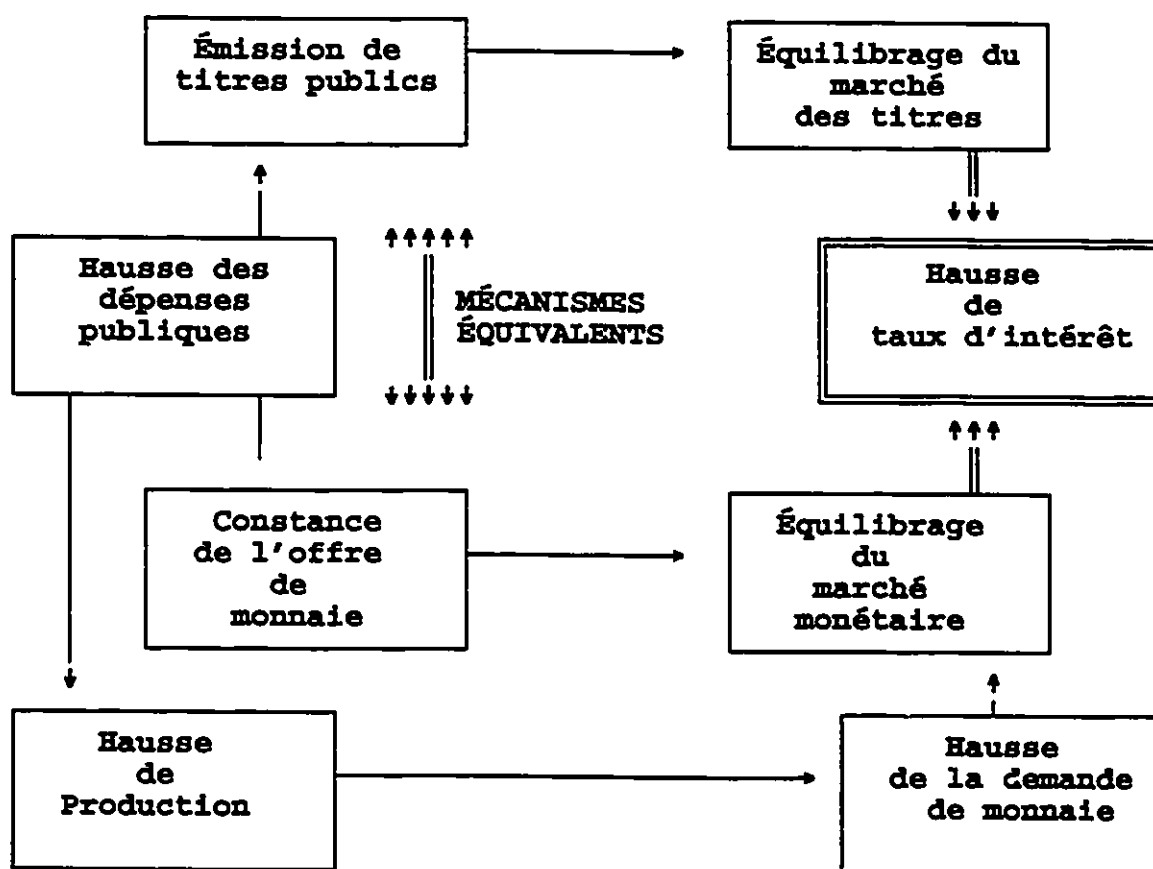 Émission de
titres publics
Équilibrage du
marché
des titres
Hausse des
dépenses
publiques
MÉCANISMES
ÉQUIVALENTS
Hausse
de
taux d'intérêt
Constance
de l'offre
de
monnaie
Équilibrage
du
marché
monétaire
Hausse
de
Production
Hausse
de la demande
de monnaie